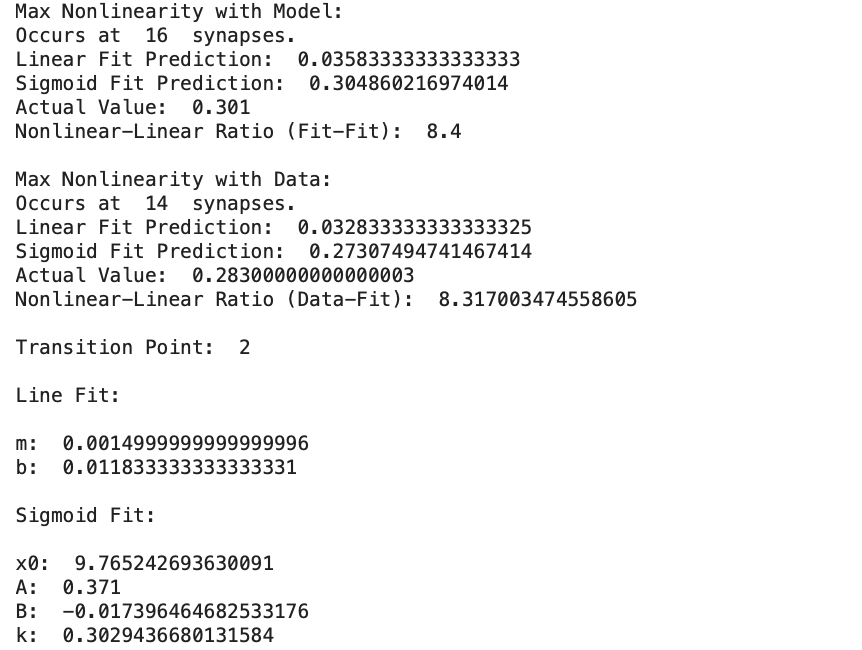 Max Nonlinearity with Model:
Occurs at  16  synapses.
Linear Fit Prediction:  0.03583333333333333
Sigmoid Fit Prediction:  0.304860216974014
Actual Value:  0.301
Nonlinear-Linear Ratio (Fit-Fit):  8.4
Max Nonlinearity with Data:
Occurs at  14  synapses.
Linear Fit Prediction:  0.032833333333333325
Sigmoid Fit Prediction:  0.27307494741467414
Actual Value:  0.28300000000000003
Nonlinear-Linear Ratio (Data-Fit):  8.317003474558605
Transition Point:  2
Line Fit:
m:  0.0014999999999999996
b:  0.011833333333333331
Sigmoid Fit:
x0:  9.765242693630091
A:  0.371
B:  -0.017396464682533176
k:  0.3029436680131584